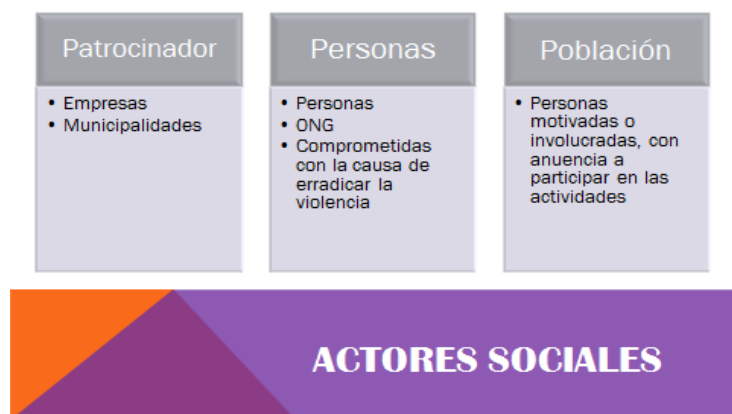 Patrocinador
• Empresas
• Municipalidades
Personas
• Personas
• ONG
• Comprometidas
con la causa de
erradicar la
violencia
Población
• Personas
motivadas o
involucradas, con
anuencia a
participar en las
actividades
ACTORES SOCIALES